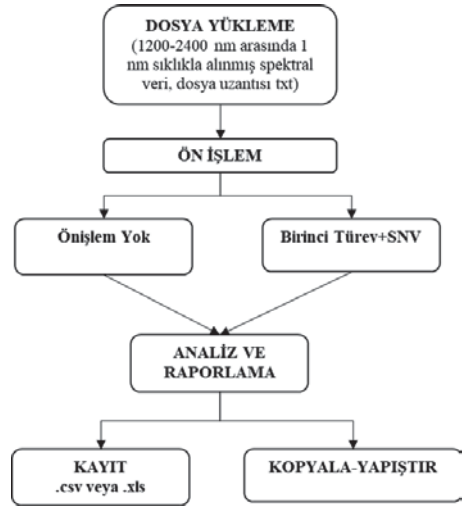 DOSYA YÜKLEME
(1200-2400 nm arasında 1
nm sıklıkla alınmış spektral
veri, dosya uzantısı txt)
ÖN İŞLEM
Önişlem Yok
Birinci Türev+SNV
ANALİZ VE
RAPORLAMA
KAYIT
.csv veya .xls
KOPYALA-YAPIŞTIR